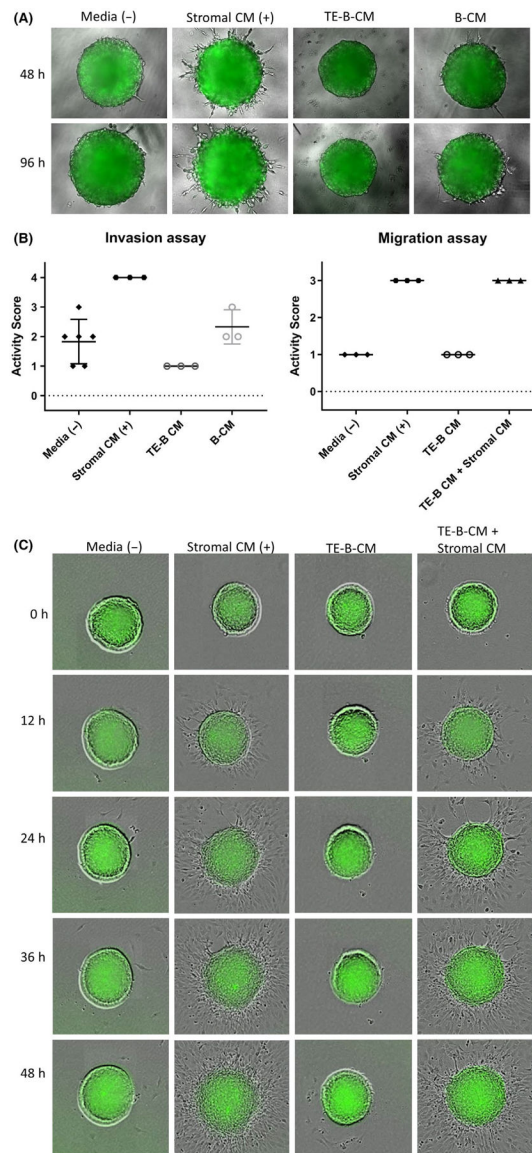 (A)
Media (−) Stromal CM (+) TE-B-CM B-CM
48 h
96 h
(B)
Invasion assay
Activity Score
4
3
2
1
0
Media (−)
Stromal CM (+)
TE-B CM
B-CM
Migration assay
Activity Score
3
2
1
0
Media (−)
Stromal CM (+)
TE-B CM
TE-B CM + Stromal CM
(C)
Media (−) Stromal CM (+) TE-B-CM TE-B-CM +
Stromal CM
0 h
12 h
24 h
36 h
48 h